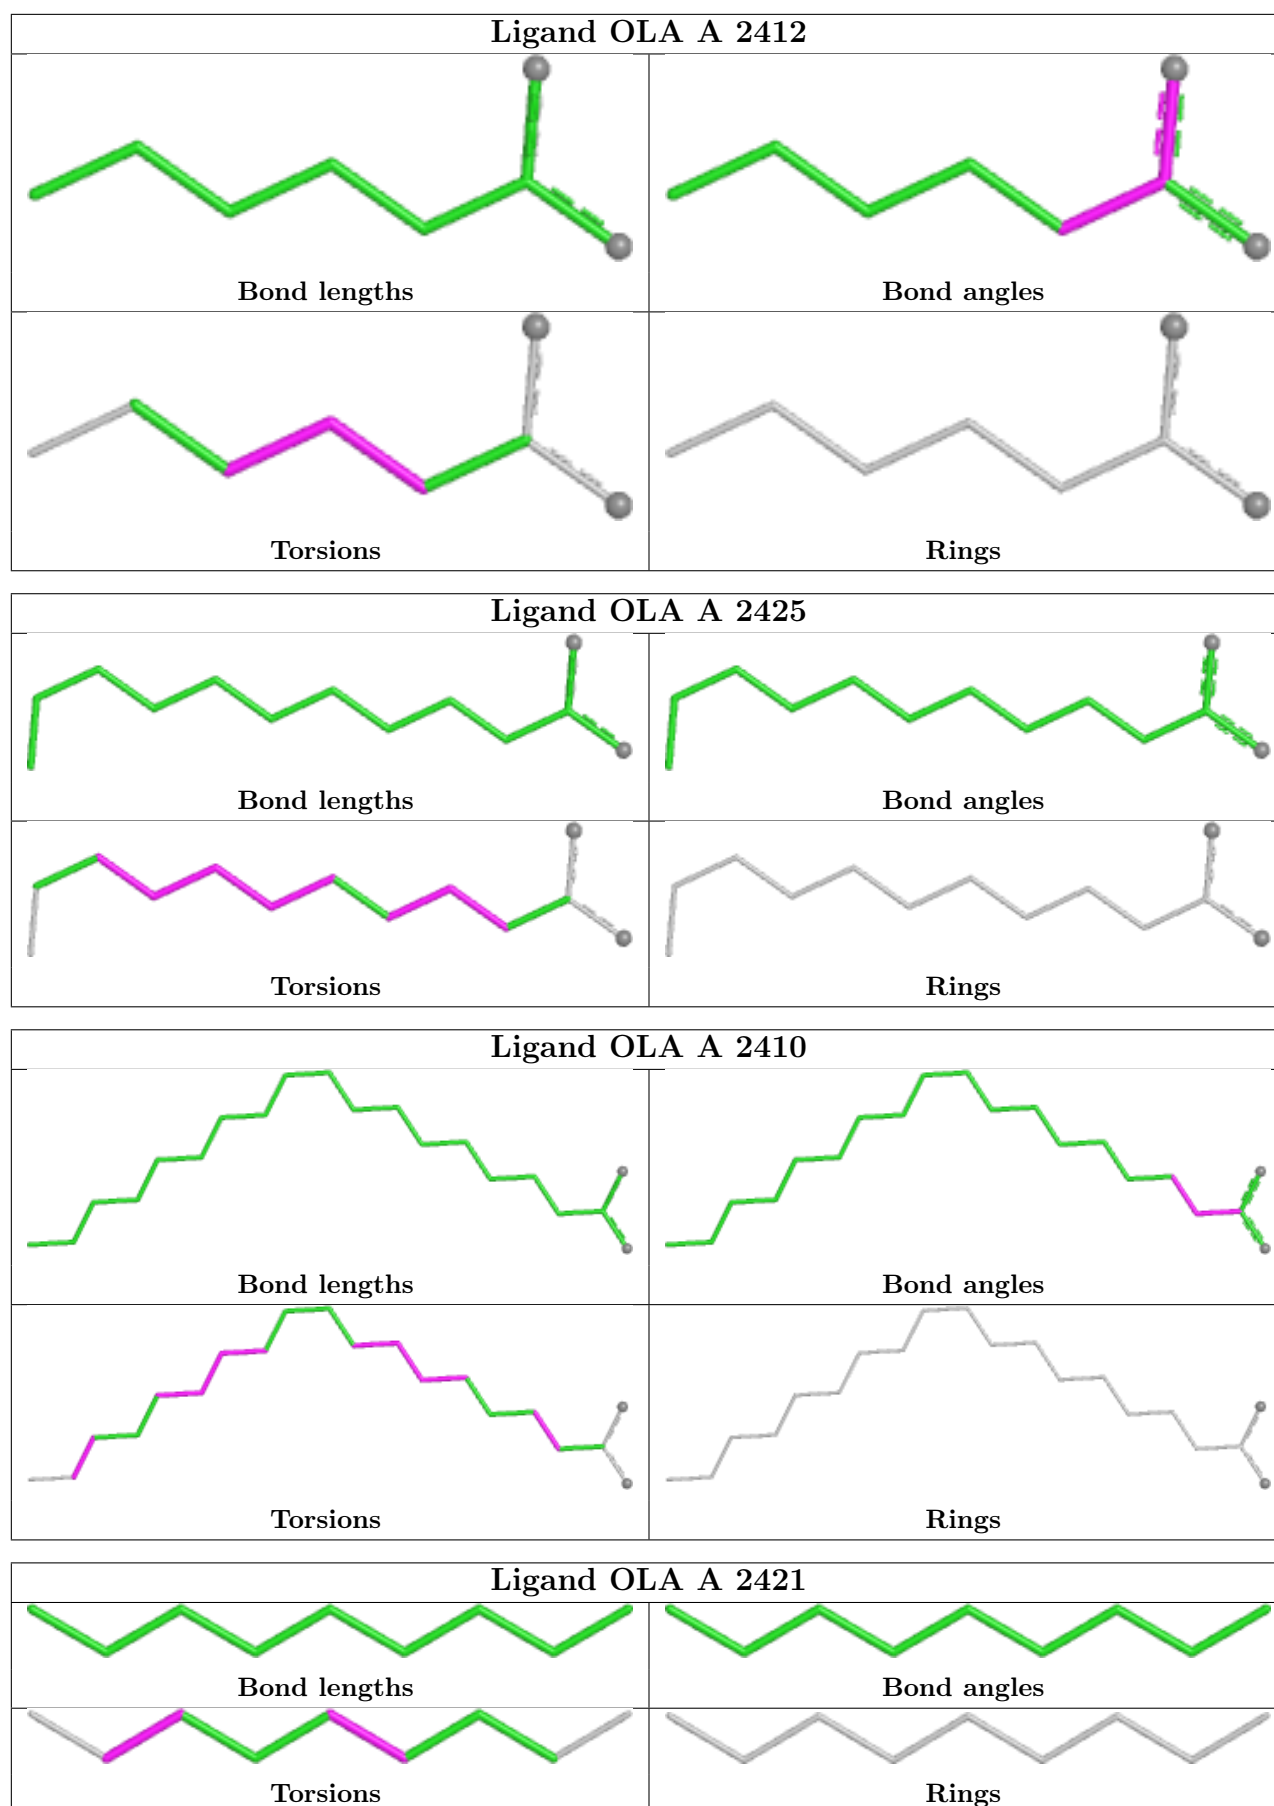 Ligand OLA A 2412
Bond lengths
Bond angles
Torsions
Rings
Ligand OLA A 2425
Bond lengths
Bond angles
Torsions
Rings
Ligand OLA A 2410
Bond lengths
Bond angles
Torsions
Rings
Ligand OLA A 2421
Bond lengths
Bond angles
Torsions
Rings